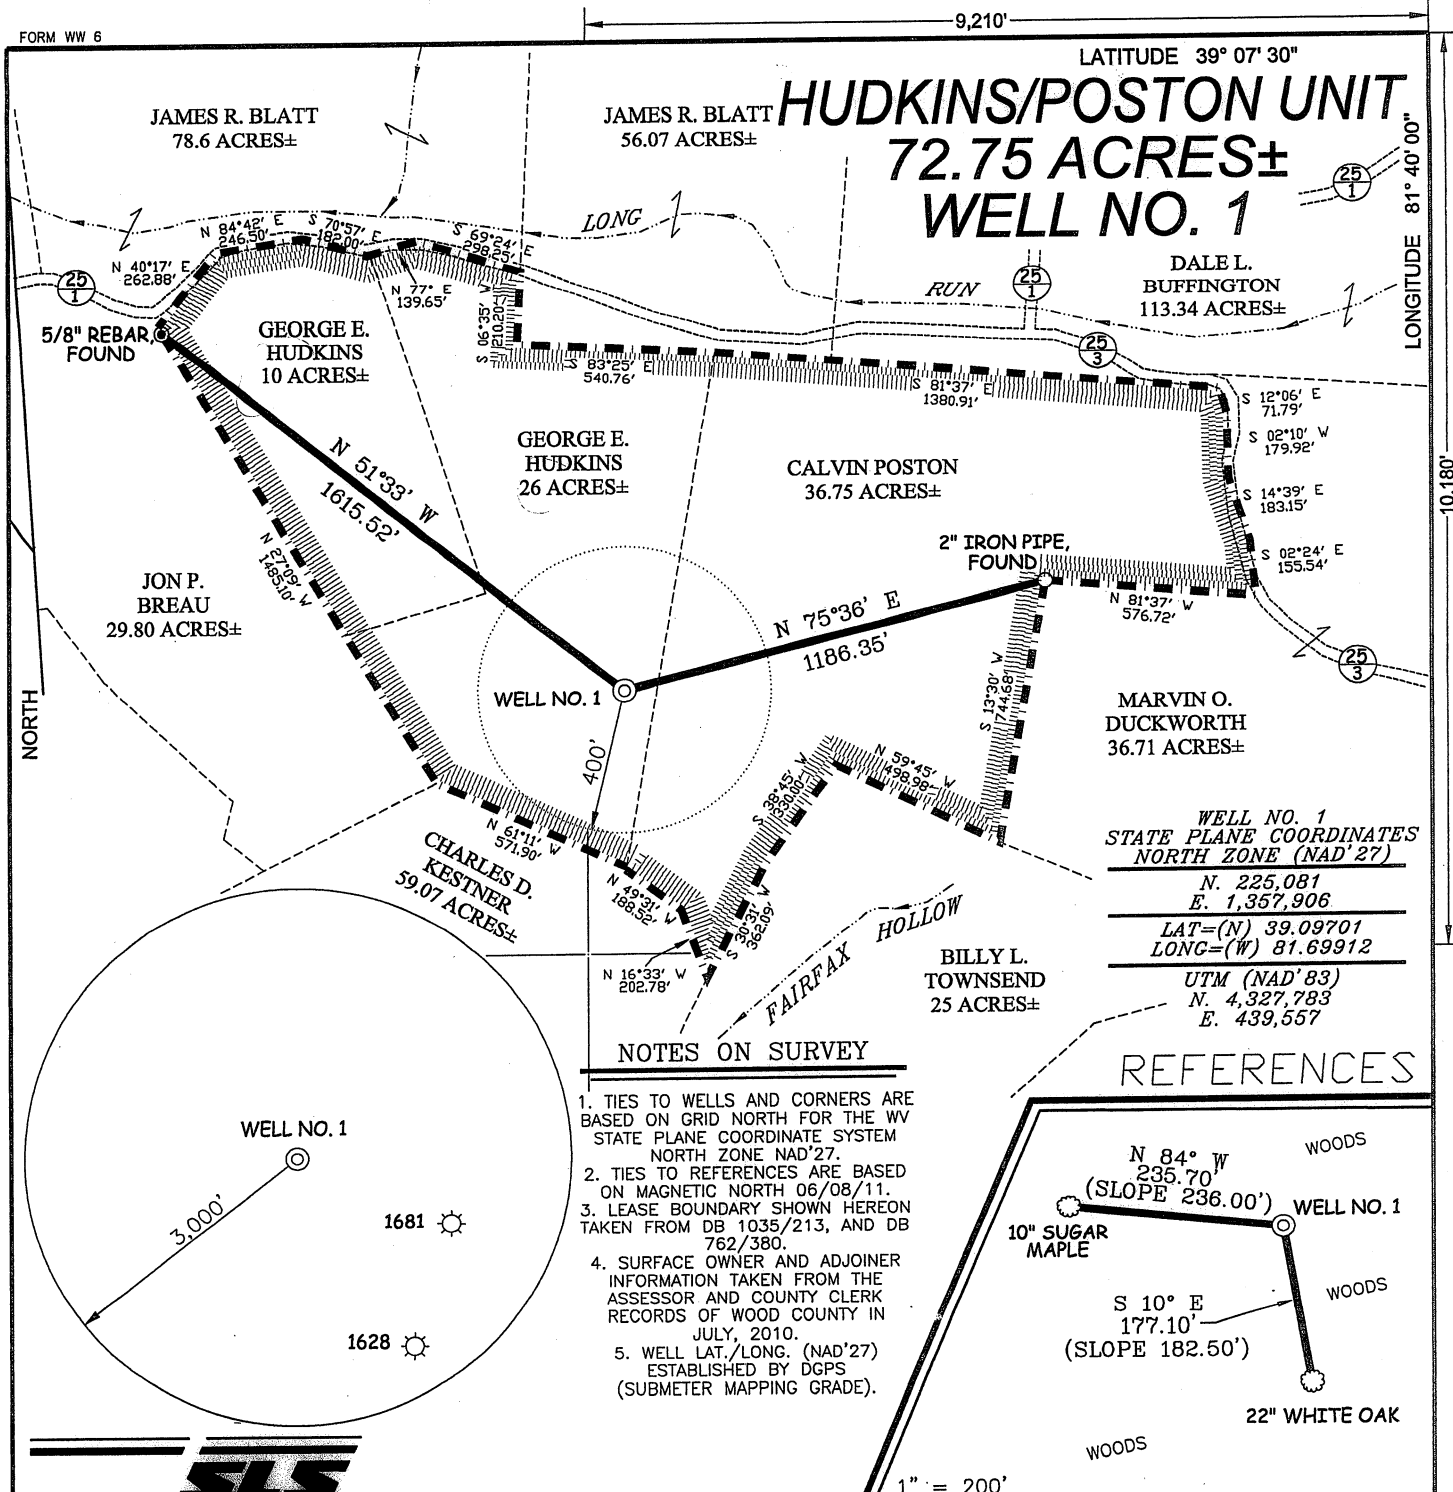 FORM WW 6
9,210'
LATITUDE 39° 07' 30"
HUDKINS/POSTON UNIT
72.75 ACRES±
WELL NO. 1
LONGITUDE 81° 40' 00"
10,180'
JAMES R. BLATT
78.6 ACRES±
JAMES R. BLATT
56.07 ACRES±
25
1
LONG
RUN
25
1
DALE L.
BUFFINGTON
113.34 ACRES±
25
3
25
1
N 40°17' E
262.88'
N 84°42' E
246.50'
S 70°57' E
182.00'
N 77° E
139.65'
S 69°24' E
298.25'
S 06°35' W
210.20'
S 83°25' E
540.76'
S 81°37' E
1380.91'
S 12°06' E
71.79'
S 02°10' W
179.92'
S 14°39' E
183.15'
S 02°24' E
155.54'
5/8" REBAR,
FOUND
GEORGE E.
HUDKINS
10 ACRES±
GEORGE E.
HUDKINS
26 ACRES±
CALVIN POSTON
36.75 ACRES±
N 51°33' W
1615.52'
2" IRON PIPE,
FOUND
N 81°37' W
576.72'
25
3
N 27°09' W
1485.10'
JON P.
BREAU
29.80 ACRES±
N 75°36' E
1186.35'
WELL NO. 1
400'
S 13°30' W
744.68'
MARVIN O.
DUCKWORTH
36.71 ACRES±
NORTH
N 59°45' W
498.98'
S 38°45' W
330.00'
N 61°11' W
571.90'
CHARLES D.
KESTNER
59.07 ACRES±
N 49°31' W
188.52'
S 30°31' W
362.09'
N 16°33' W
202.78'
FAIRFAX HOLLOW
BILLY L.
TOWNSEND
25 ACRES±
WELL NO. 1
STATE PLANE COORDINATES
NORTH ZONE (NAD'27)
N. 225,081
E. 1,357,906
LAT=(N) 39.09701
LONG=(W) 81.69912
UTM (NAD'83)
N. 4,327,783
E. 439,557
NOTES ON SURVEY
1. TIES TO WELLS AND CORNERS ARE
BASED ON GRID NORTH FOR THE WV
STATE PLANE COORDINATE SYSTEM
NORTH ZONE NAD'27.
2. TIES TO REFERENCES ARE BASED
ON MAGNETIC NORTH 06/08/11.
3. LEASE BOUNDARY SHOWN HEREON
TAKEN FROM DB 1035/213, AND DB
762/380.
4. SURFACE OWNER AND ADJOINER
INFORMATION TAKEN FROM THE
ASSESSOR AND COUNTY CLERK
RECORDS OF WOOD COUNTY IN
JULY, 2010.
5. WELL LAT./LONG. (NAD'27)
ESTABLISHED BY DGPS
(SUBMETER MAPPING GRADE).
WELL NO. 1
3,000'
1681
1628
SLS
REFERENCES
WOODS
N 84° W
235.70'
(SLOPE 236.00')
WELL NO. 1
10" SUGAR
MAPLE
WOODS
S 10° E
177.10'
(SLOPE 182.50')
22" WHITE OAK
WOODS
1" = 200'